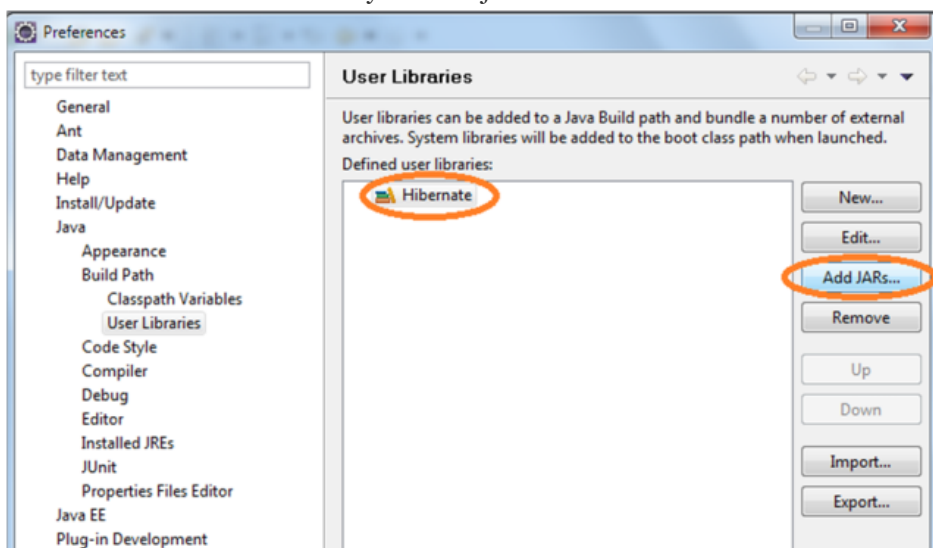 Preferences
type filter text
General
Ant
Data Management
Help
Install/Update
Java
Appearance
Build Path
Classpath Variables
User Libraries
Code Style
Compiler
Debug
Editor
Installed JREs
JUnit
Properties Files Editor
Java EE
Plug-in Development
User Libraries
User libraries can be added to a Java Build path and bundle a number of external
archives. System libraries will be added to the boot class path when launched.
Defined user libraries:
Hibernate
New...
Edit...
Add JARs...
Remove
Up
Down
Import...
Export...